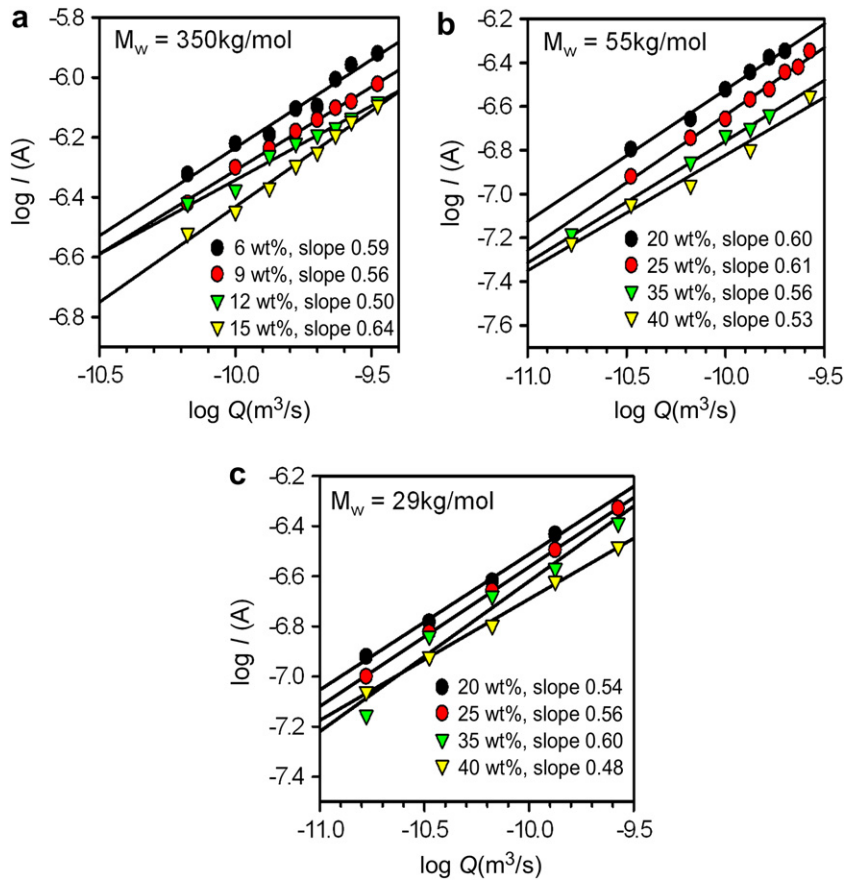 a
M_w = 350kg/mol
-5.8
-6.0
-6.2
-6.4
-6.6
-6.8
log I (A)
6 wt%, slope 0.59
9 wt%, slope 0.56
12 wt%, slope 0.50
15 wt%, slope 0.64
-10.5 -10.0 -9.5
log Q(m³/s)
b
M_w = 55kg/mol
-6.2
-6.4
-6.6
-6.8
-7.0
-7.2
-7.4
-7.6
log I (A)
20 wt%, slope 0.60
25 wt%, slope 0.61
35 wt%, slope 0.56
40 wt%, slope 0.53
-11.0 -10.5 -10.0 -9.5
log Q(m³/s)
c
M_w = 29kg/mol
-6.2
-6.4
-6.6
-6.8
-7.0
-7.2
-7.4
log I (A)
20 wt%, slope 0.54
25 wt%, slope 0.56
35 wt%, slope 0.60
40 wt%, slope 0.48
-11.0 -10.5 -10.0 -9.5
log Q(m³/s)